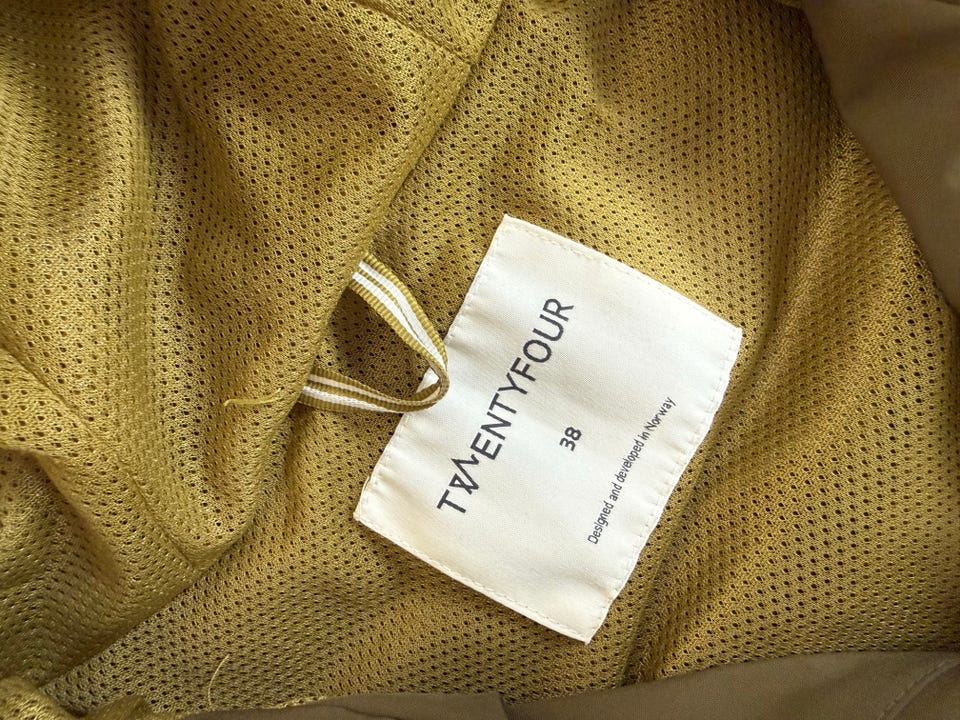 TWENTYFOUR
38
Designed and developed in Norway